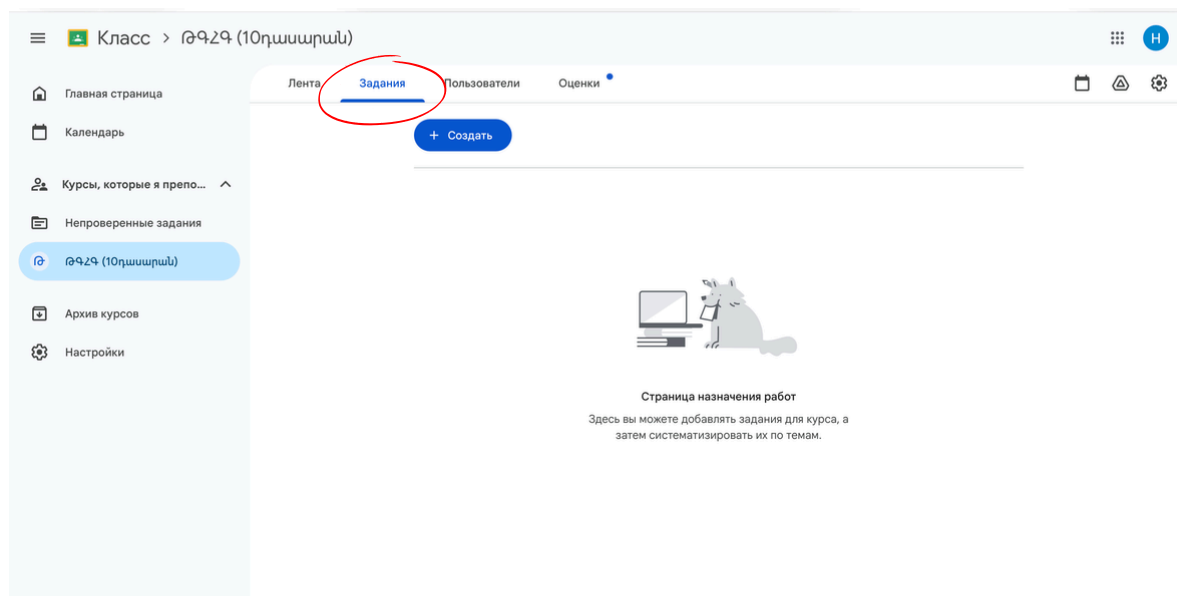 Класс > ԹԳՀԳ (10դասարան)
Н
Лента Задания Пользователи Оценки
Главная страница
Календарь
+ Создать
Курсы, которые я препо...
Непроверенные задания
Թ ԹԳՀԳ (10դասարան)
Архив курсов
Настройки
Страница назначения работ
Здесь вы можете добавлять задания для курса, а
затем систематизировать их по темам.